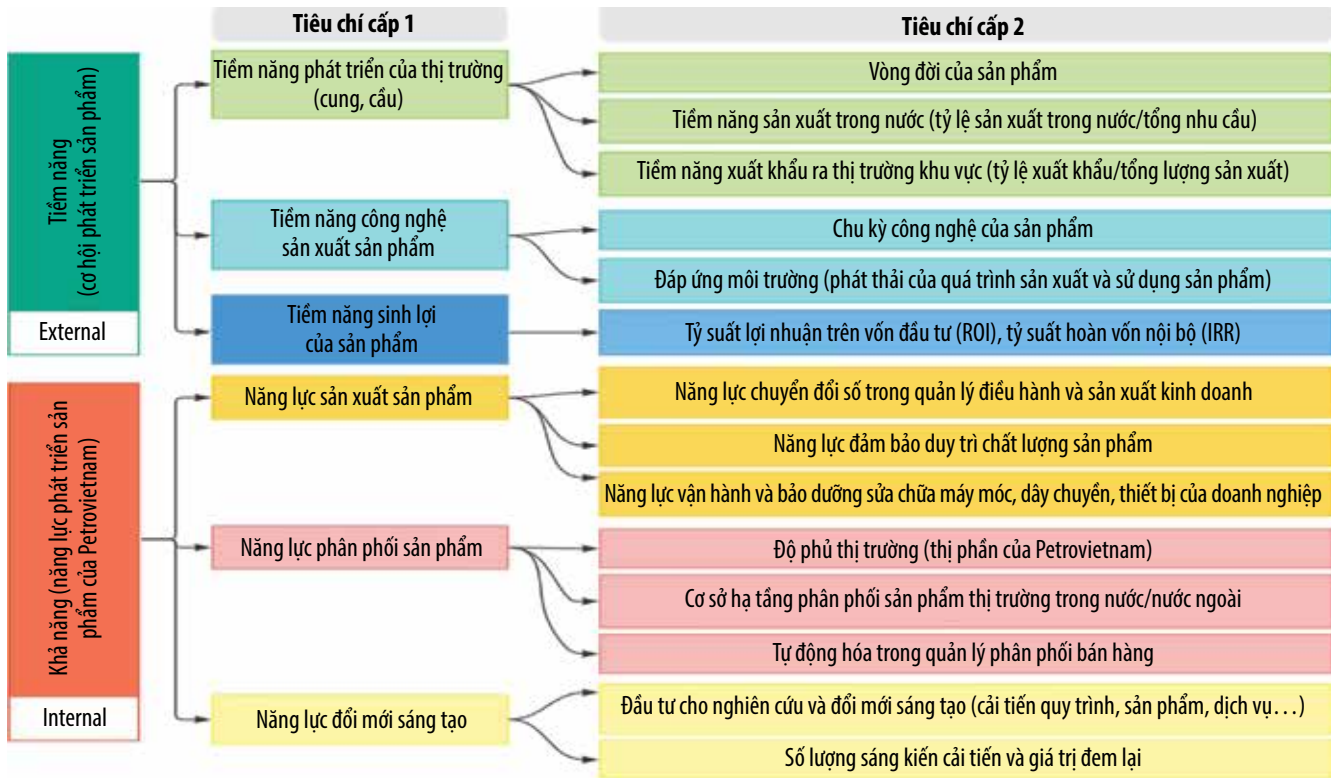 Tiêu chí cấp 1
Tiêu chí cấp 2
Tiềm năng
(cơ hội phát triển sản phẩm)
External
Tiềm năng phát triển của thị trường
(cung, cầu)
Vòng đời của sản phẩm
Tiềm năng sản xuất trong nước (tỷ lệ sản xuất trong nước/tổng nhu cầu)
Tiềm năng xuất khẩu ra thị trường khu vực (tỷ lệ xuất khẩu/tổng lượng sản xuất)
Tiềm năng công nghệ
sản xuất sản phẩm
Chu kỳ công nghệ của sản phẩm
Đáp ứng môi trường (phát thải của quá trình sản xuất và sử dụng sản phẩm)
Tiềm năng sinh lợi
của sản phẩm
Tỷ suất lợi nhuận trên vốn đầu tư (ROI), tỷ suất hoàn vốn nội bộ (IRR)
Khả năng (năng lực phát triển sản
phẩm của Petrovietnam)
Internal
Năng lực sản xuất sản phẩm
Năng lực chuyển đổi số trong quản lý điều hành và sản xuất kinh doanh
Năng lực đảm bảo duy trì chất lượng sản phẩm
Năng lực vận hành và bảo dưỡng sửa chữa máy móc, dây chuyền, thiết bị của doanh nghiệp
Năng lực phân phối sản phẩm
Độ phủ thị trường (thị phần của Petrovietnam)
Cơ sở hạ tầng phân phối sản phẩm thị trường trong nước/nước ngoài
Tự động hóa trong quản lý phân phối bán hàng
Năng lực đổi mới sáng tạo
Đầu tư cho nghiên cứu và đổi mới sáng tạo (cải tiến quy trình, sản phẩm, dịch vụ…)
Số lượng sáng kiến cải tiến và giá trị đem lại